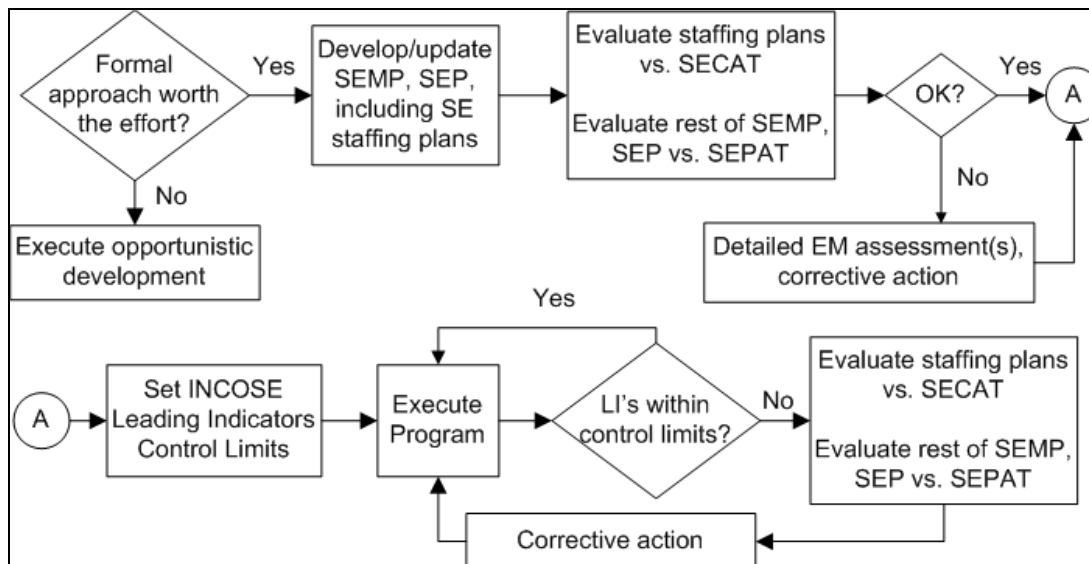 Formal
approach worth
the effort?
Yes
No
Execute opportunistic
development
Develop/update
SEMP, SEP,
including SE
staffing plans
Evaluate staffing plans
vs. SECAT
Evaluate rest of SEMP,
SEP vs. SEPAT
OK?
Yes
A
No
Detailed EM assessment(s),
corrective action
A
Set INCOSE
Leading Indicators
Control Limits
Execute
Program
Yes
LI's within
control limits?
No
Evaluate staffing plans
vs. SECAT
Evaluate rest of SEMP,
SEP vs. SEPAT
Corrective action